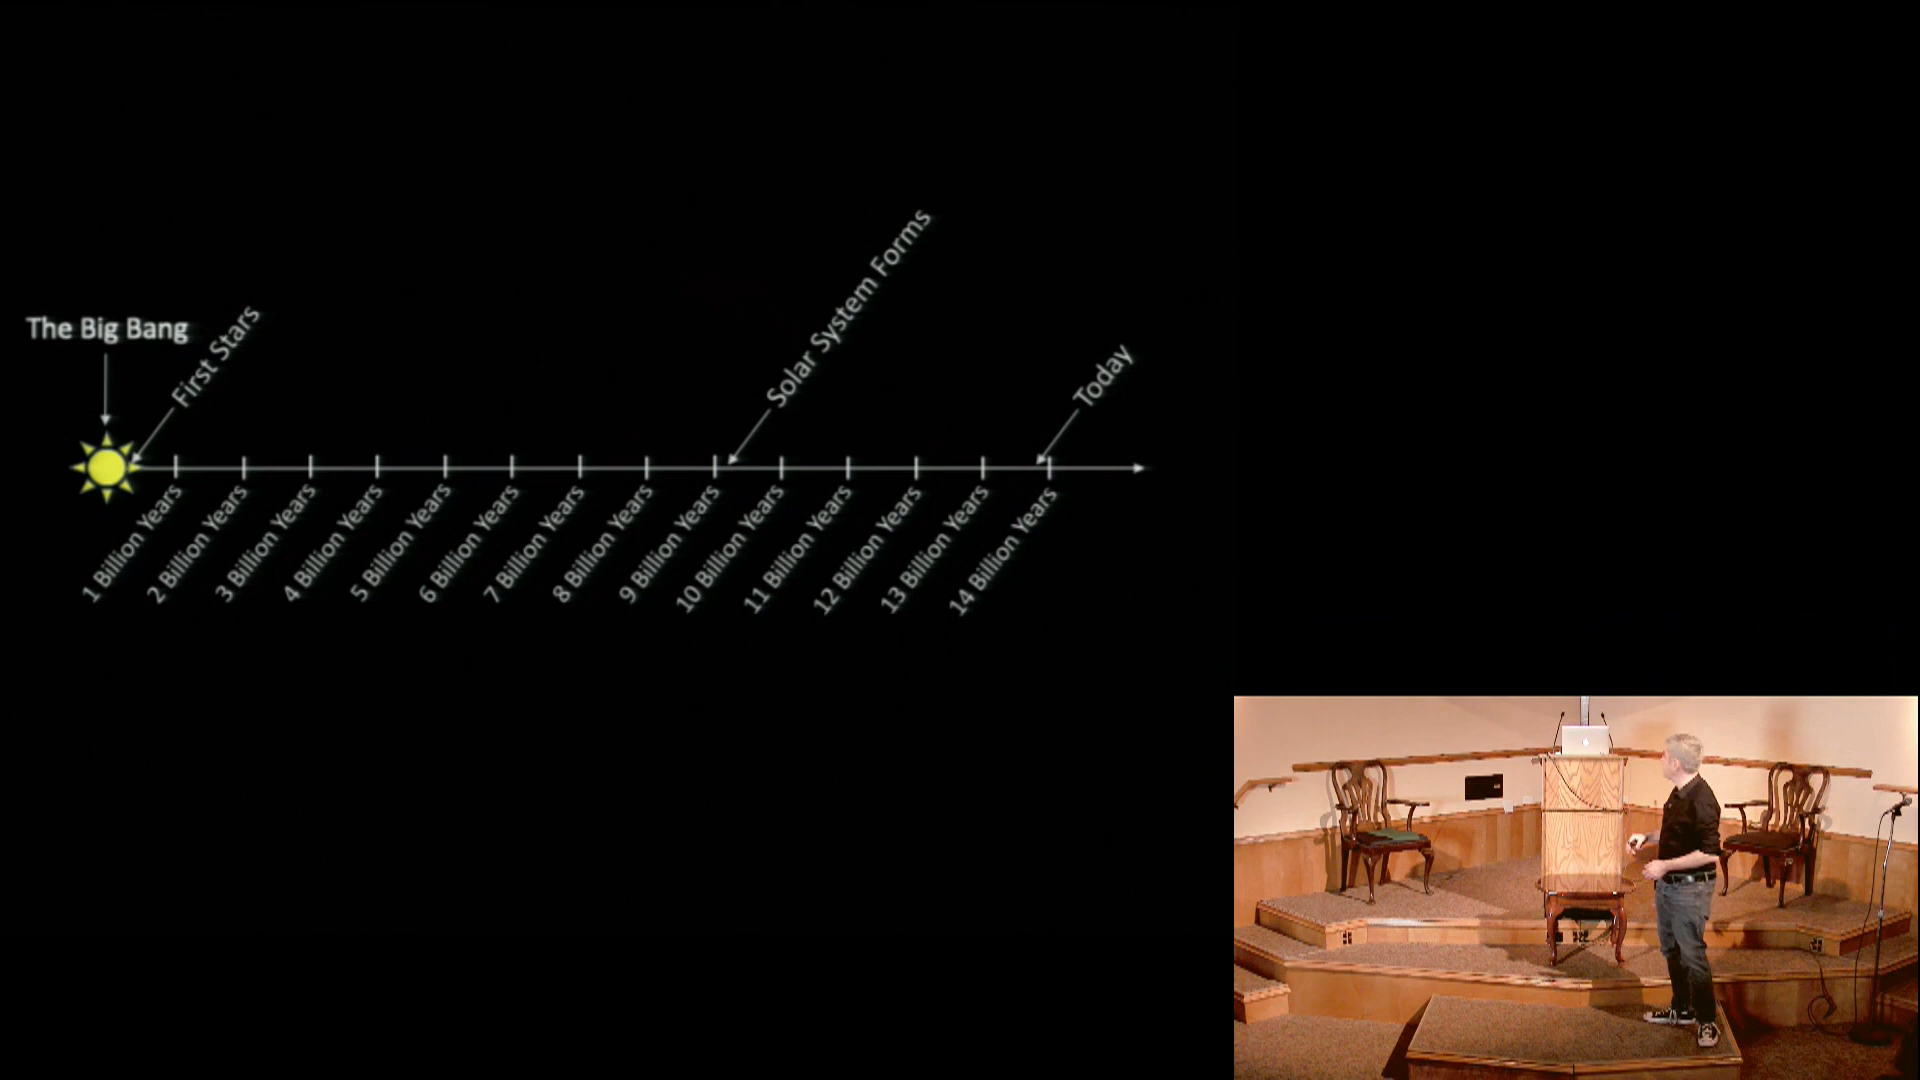 The Big Bang
First Stars
Solar System Forms
Today
1 Billion Years
2 Billion Years
3 Billion Years
4 Billion Years
5 Billion Years
6 Billion Years
7 Billion Years
8 Billion Years
9 Billion Years
10 Billion Years
11 Billion Years
12 Billion Years
13 Billion Years
14 Billion Years